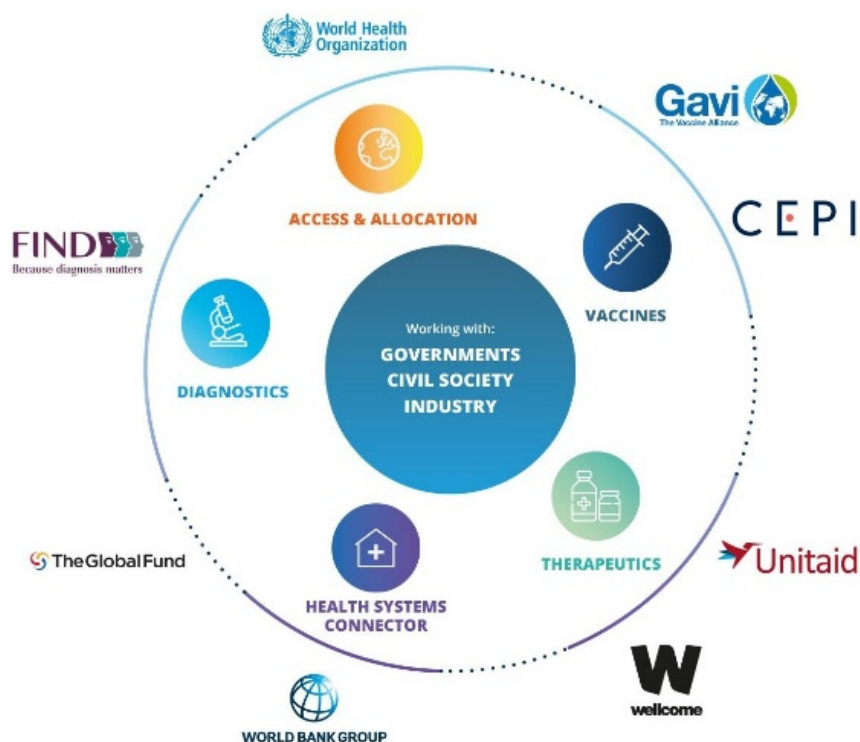 World Health
Organization
Gavi
The Vaccine Alliance
CEPI
FIND
Because diagnosis matters
ACCESS & ALLOCATION
VACCINES
Working with:
GOVERNMENTS
CIVIL SOCIETY
INDUSTRY
DIAGNOSTICS
THERAPEUTICS
HEALTH SYSTEMS
CONNECTOR
TheGlobalFund
Unitaid
W
wellcome
WORLD BANK GROUP